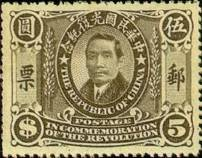 圓
中華民國光復紀念
伍
THE REPUBLIC OF CHINA
票
郵
POSTAGE
$
IN COMMEMORATION
OF THE REVOLUTION
5